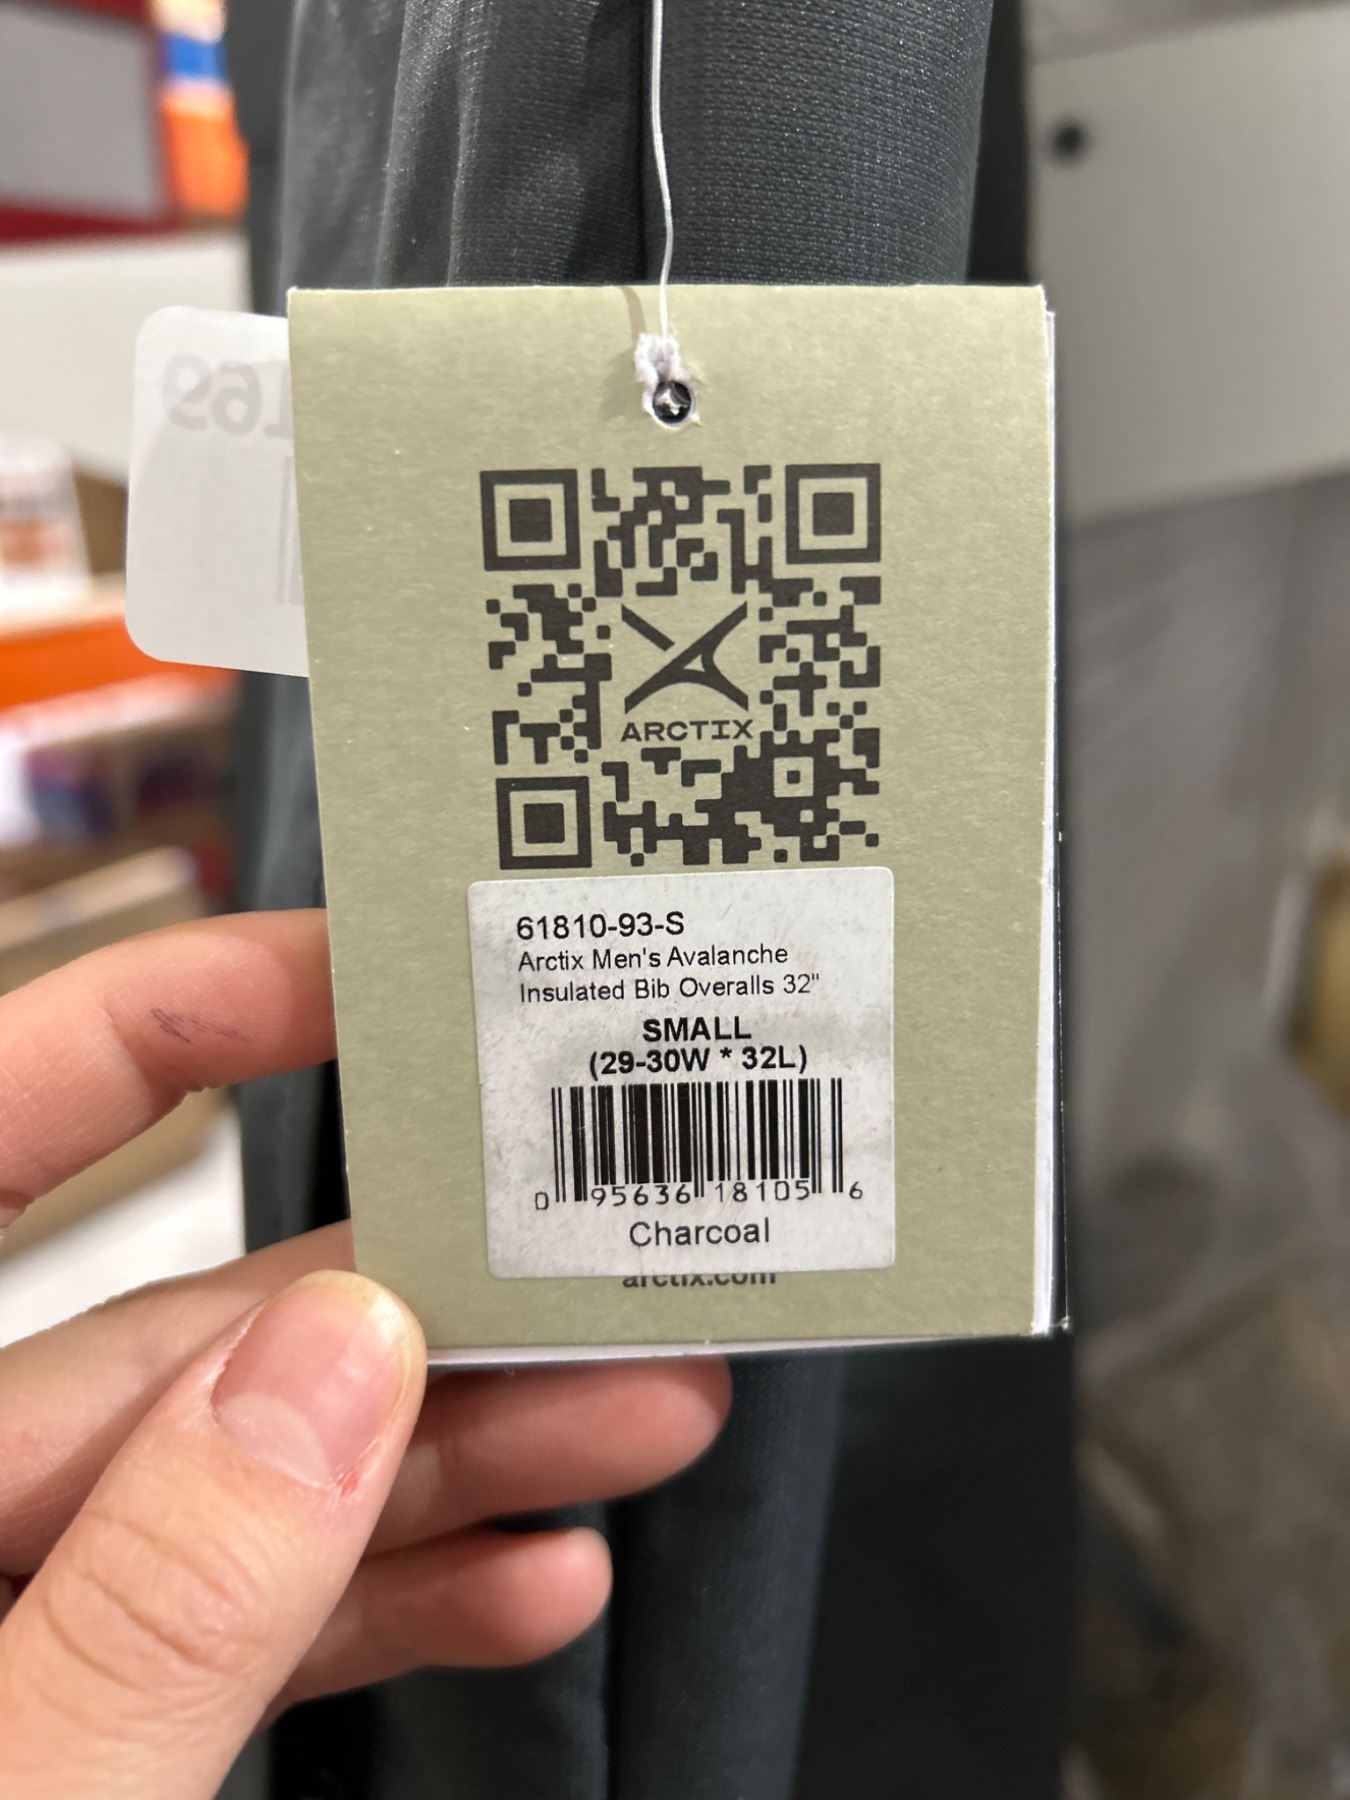 169
ARCTIX
61810-93-S
Arctix Men's Avalanche
Insulated Bib Overalls 32"
SMALL
(29-30W * 32L)
0 95636 18105 6
Charcoal
arctix.com